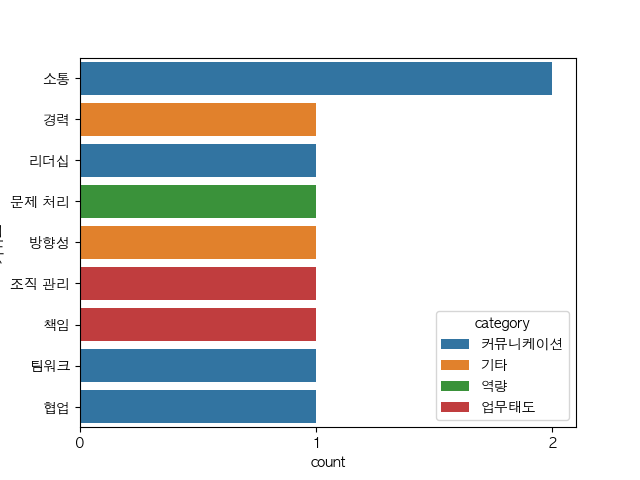 소통
경력
리더십
문제 처리
방향성
조직 관리
책임
팀워크
협업
category
커뮤니케이션
기타
역량
업무태도
0 1 2
count